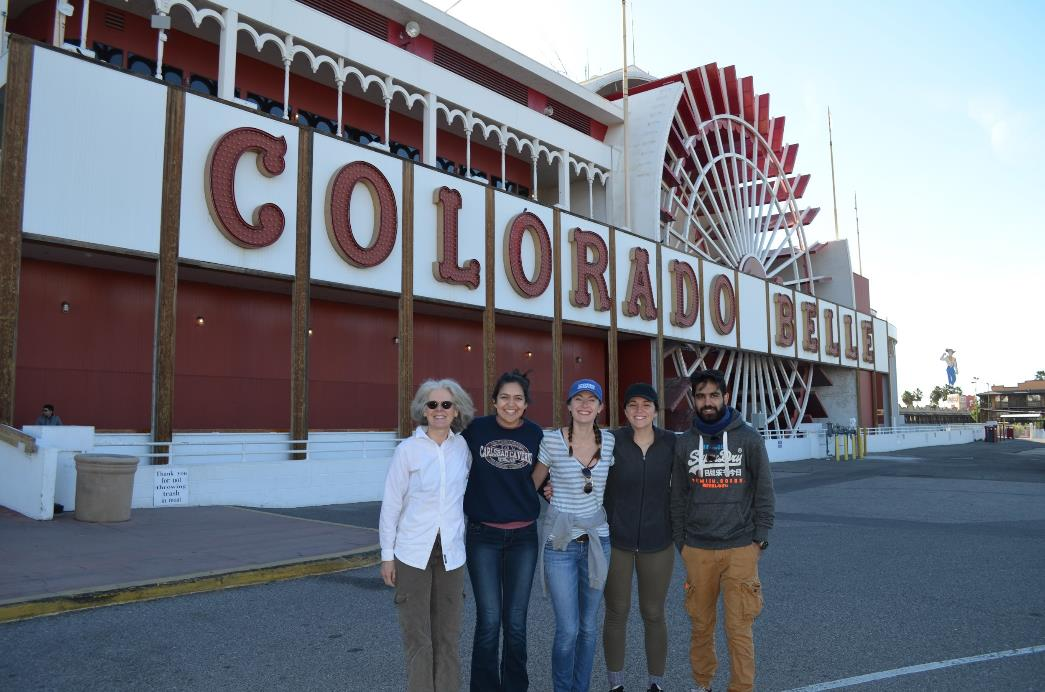 COLORADO BELLE
Thank you
for not
throwing
trash
in moat
CARLSBAD CAVERNS
Superdry